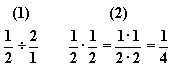 (1) (2)
1/2 ÷ 2/1 1/2 · 1/2 = 1·1/2·2 = 1/4